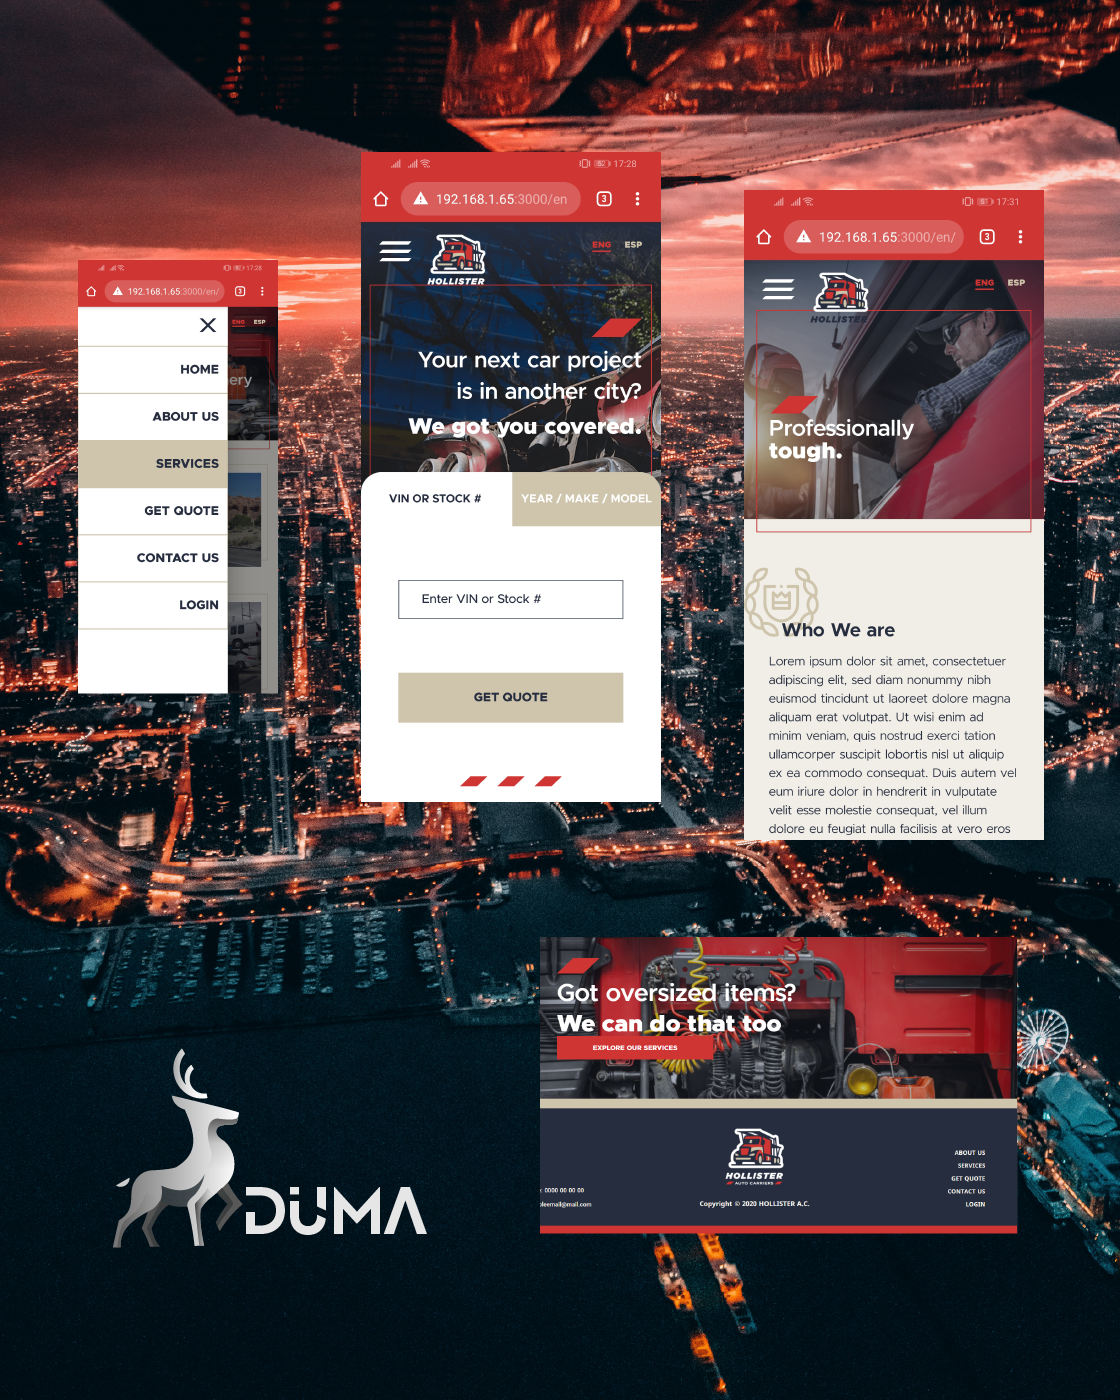 17:28
192.168.1.65:3000/en/
3
ENG ESP
ery
HOME
ABOUT US
SERVICES
GET QUOTE
CONTACT US
LOGIN
17:28
192.168.1.65:3000/en
3
HOLLISTER
ENG ESP
Your next car project
is in another city?
We got you covered.
VIN OR STOCK #
YEAR / MAKE / MODEL
Enter VIN or Stock #
GET QUOTE
17:31
192.168.1.65:3000/en/
3
HOLLISTER
ENG ESP
Professionally
tough.
Who We are
Lorem ipsum dolor sit amet, consectetuer
adipiscing elit, sed diam nonummy nibh
euismod tincidunt ut laoreet dolore magna
aliquam erat volutpat. Ut wisi enim ad
minim veniam, quis nostrud exerci tation
ullamcorper suscipit lobortis nisl ut aliquip
ex ea commodo consequat. Duis autem vel
eum iriure dolor in hendrerit in vulputate
velit esse molestie consequat, vel illum
dolore eu feugiat nulla facilisis at vero eros
Got oversized items?
We can do that too
EXPLORE OUR SERVICES
HOLLISTER
AUTO CARRIERS
: 0000 00 00 00
pleemail@mail.com
Copyright © 2020 HOLLISTER A.C.
ABOUT US
SERVICES
GET QUOTE
CONTACT US
LOGIN
DÜMA